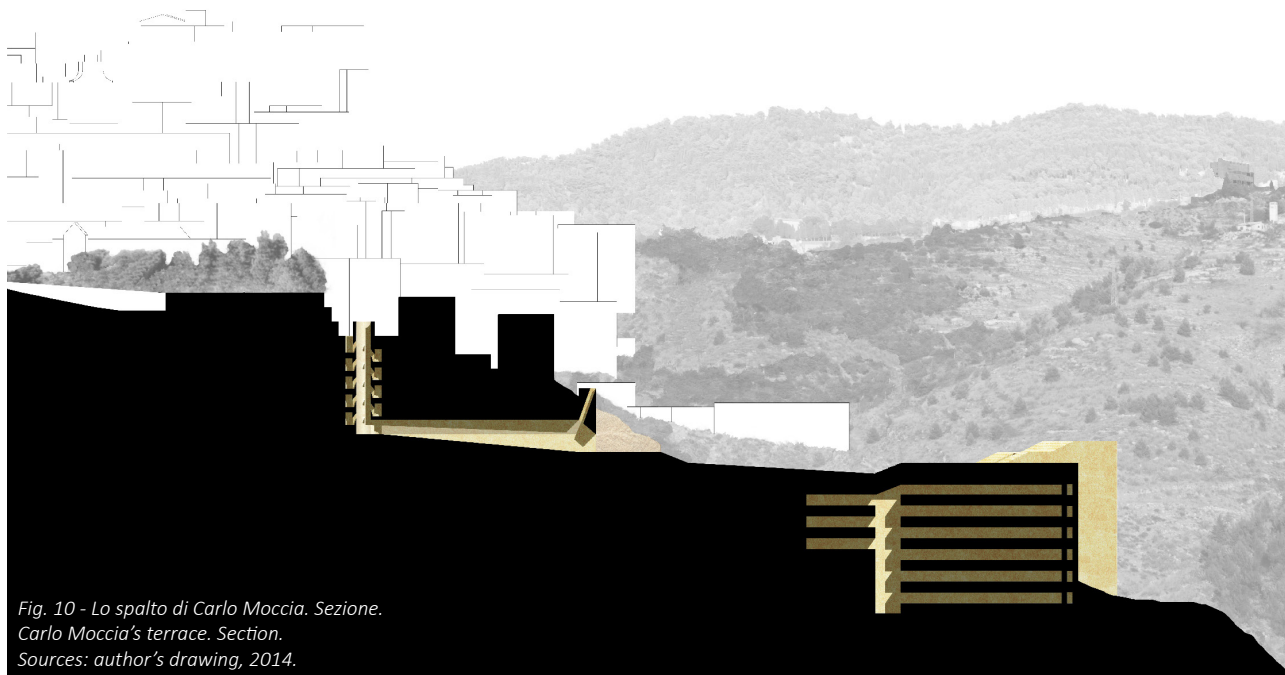 Fig. 10 - Lo spalto di Carlo Moccia. Sezione.
Carlo Moccia's terrace. Section.
Sources: author's drawing, 2014.